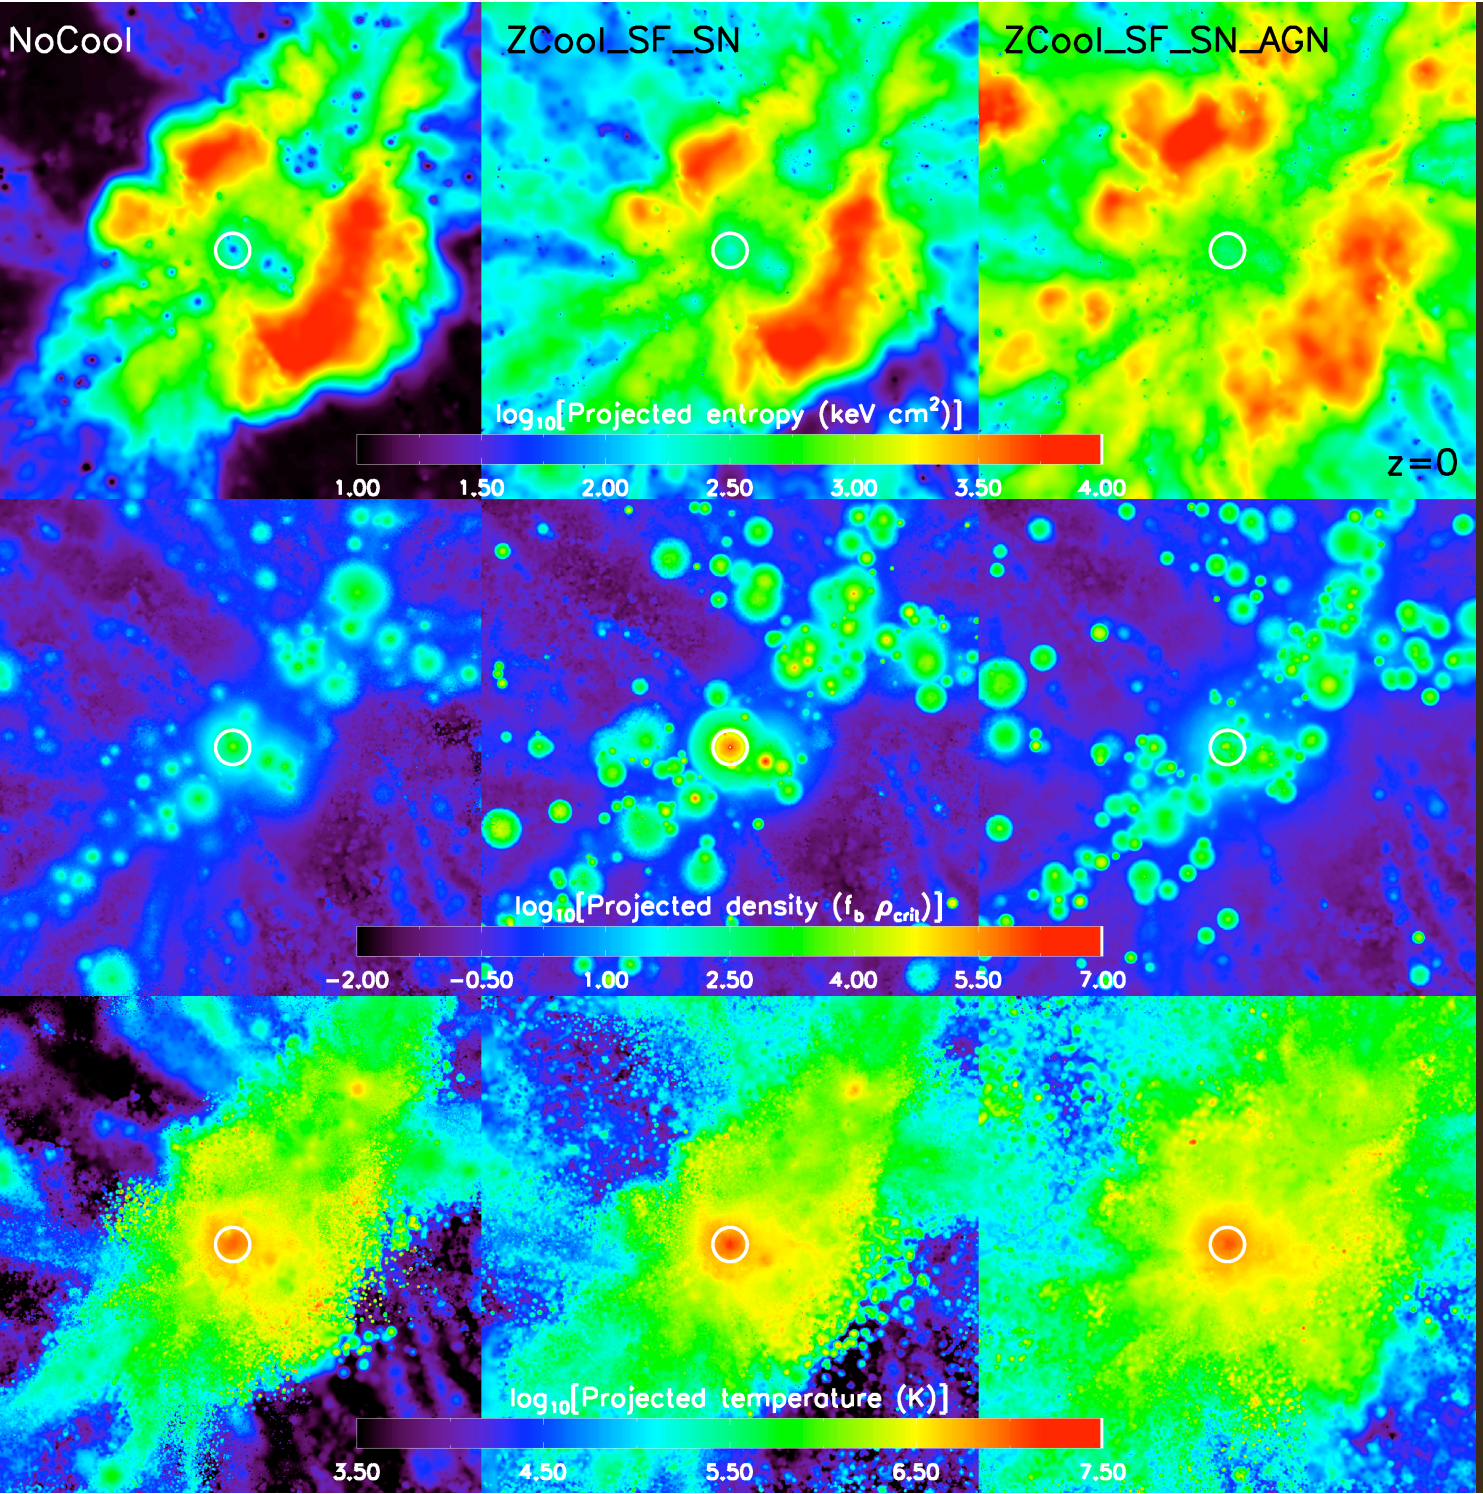 NoCool ZCool_SF_SN ZCool_SF_SN_AGN
log₁₀[Projected entropy (keV cm²)]
z=0
1.00 1.50 2.00 2.50 3.00 3.50 4.00
log₁₀[Projected density (f_b ρ_crit)]
−2.00 −0.50 1.00 2.50 4.00 5.50 7.00
log₁₀[Projected temperature (K)]
3.50 4.50 5.50 6.50 7.50